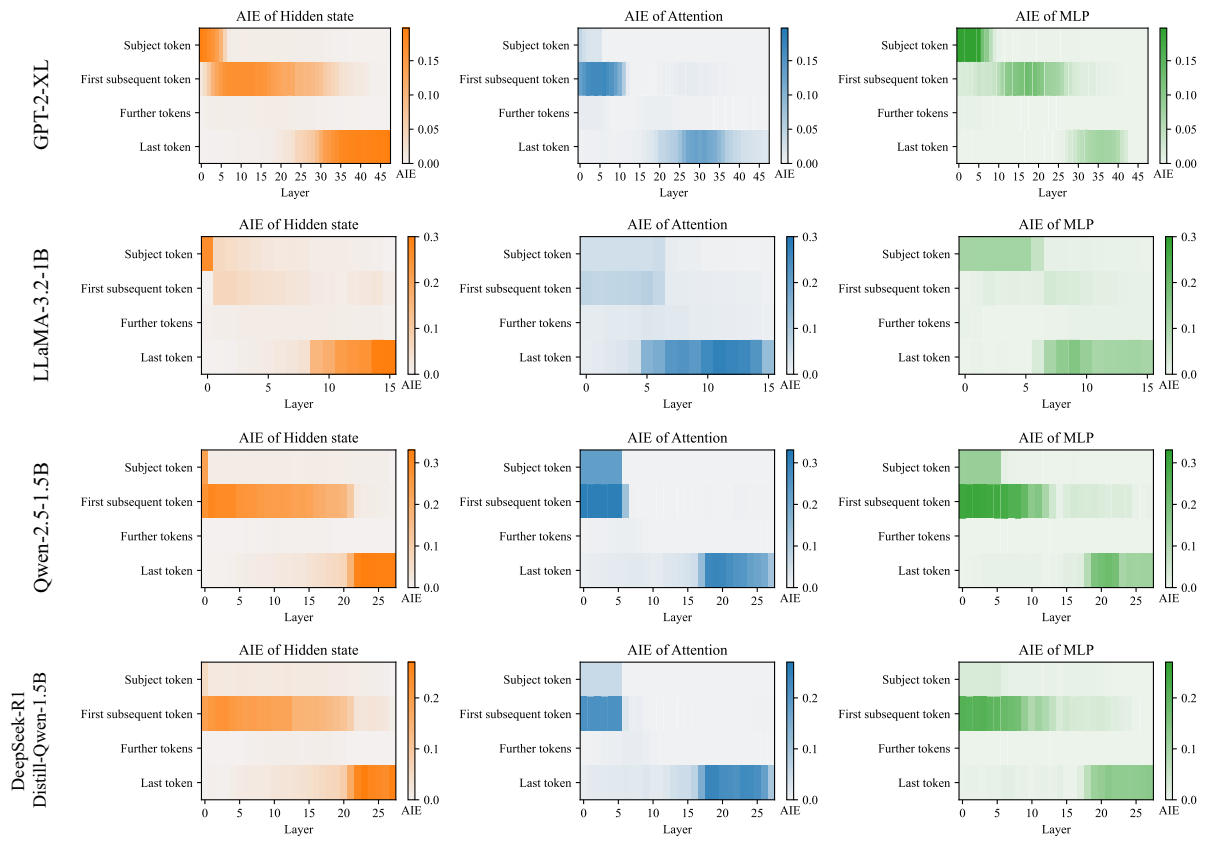 GPT-2-XL
AIE of Hidden state
Subject token
First subsequent token
Further tokens
Last token
0 5 10 15 20 25 30 35 40 45
Layer
0.15
0.10
0.05
0.00
AIE
AIE of Attention
Subject token
First subsequent token
Further tokens
Last token
0 5 10 15 20 25 30 35 40 45
Layer
0.15
0.10
0.05
0.00
AIE
AIE of MLP
Subject token
First subsequent token
Further tokens
Last token
0 5 10 15 20 25 30 35 40 45
Layer
0.15
0.10
0.05
0.00
AIE
LLaMA-3.2-1B
AIE of Hidden state
Subject token
First subsequent token
Further tokens
Last token
0 5 10 15
Layer
0.3
0.2
0.1
0.0
AIE
AIE of Attention
Subject token
First subsequent token
Further tokens
Last token
0 5 10 15
Layer
0.3
0.2
0.1
0.0
AIE
AIE of MLP
Subject token
First subsequent token
Further tokens
Last token
0 5 10 15
Layer
0.3
0.2
0.1
0.0
AIE
Qwen-2.5-1.5B
AIE of Hidden state
Subject token
First subsequent token
Further tokens
Last token
0 5 10 15 20 25
Layer
0.3
0.2
0.1
0.0
AIE
AIE of Attention
Subject token
First subsequent token
Further tokens
Last token
0 5 10 15 20 25
Layer
0.3
0.2
0.1
0.0
AIE
AIE of MLP
Subject token
First subsequent token
Further tokens
Last token
0 5 10 15 20 25
Layer
0.3
0.2
0.1
0.0
AIE
DeepSeek-R1
Distill-Qwen-1.5B
AIE of Hidden state
Subject token
First subsequent token
Further tokens
Last token
0 5 10 15 20 25
Layer
0.2
0.1
0.0
AIE
AIE of Attention
Subject token
First subsequent token
Further tokens
Last token
0 5 10 15 20 25
Layer
0.2
0.1
0.0
AIE
AIE of MLP
Subject token
First subsequent token
Further tokens
Last token
0 5 10 15 20 25
Layer
0.2
0.1
0.0
AIE